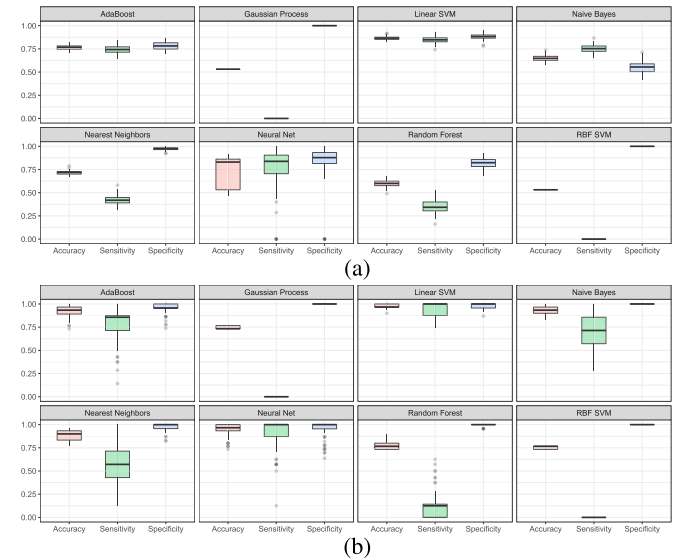 AdaBoost Gaussian Process Linear SVM Naive Bayes
1.00
0.75
0.50
0.25
0.00
Nearest Neighbors Neural Net Random Forest RBF SVM
1.00
0.75
0.50
0.25
0.00
Accuracy Sensitivity Specificity Accuracy Sensitivity Specificity Accuracy Sensitivity Specificity Accuracy Sensitivity Specificity
(a)
AdaBoost Gaussian Process Linear SVM Naive Bayes
1.00
0.75
0.50
0.25
0.00
Nearest Neighbors Neural Net Random Forest RBF SVM
1.00
0.75
0.50
0.25
0.00
Accuracy Sensitivity Specificity Accuracy Sensitivity Specificity Accuracy Sensitivity Specificity Accuracy Sensitivity Specificity
(b)